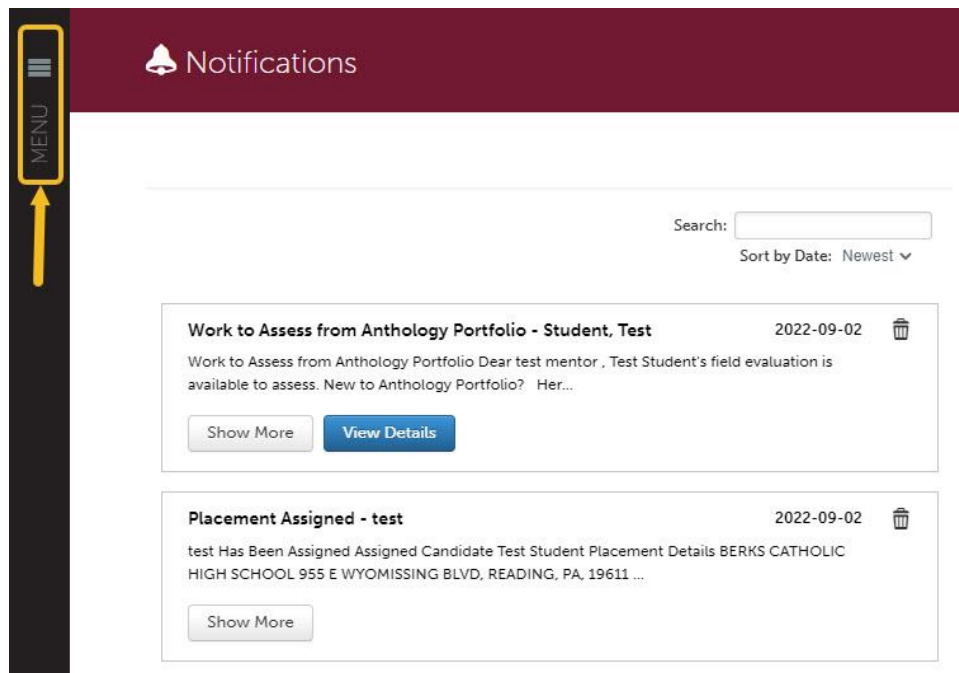 MENU
Notifications
Search:
Sort by Date: Newest
Work to Assess from Anthology Portfolio - Student, Test 2022-09-02
Work to Assess from Anthology Portfolio Dear test mentor , Test Student's field evaluation is
available to assess. New to Anthology Portfolio? Her...
Show More View Details
Placement Assigned - test 2022-09-02
test Has Been Assigned Assigned Candidate Test Student Placement Details BERKS CATHOLIC
HIGH SCHOOL 955 E WYOMISSING BLVD, READING, PA, 19611 ...
Show More